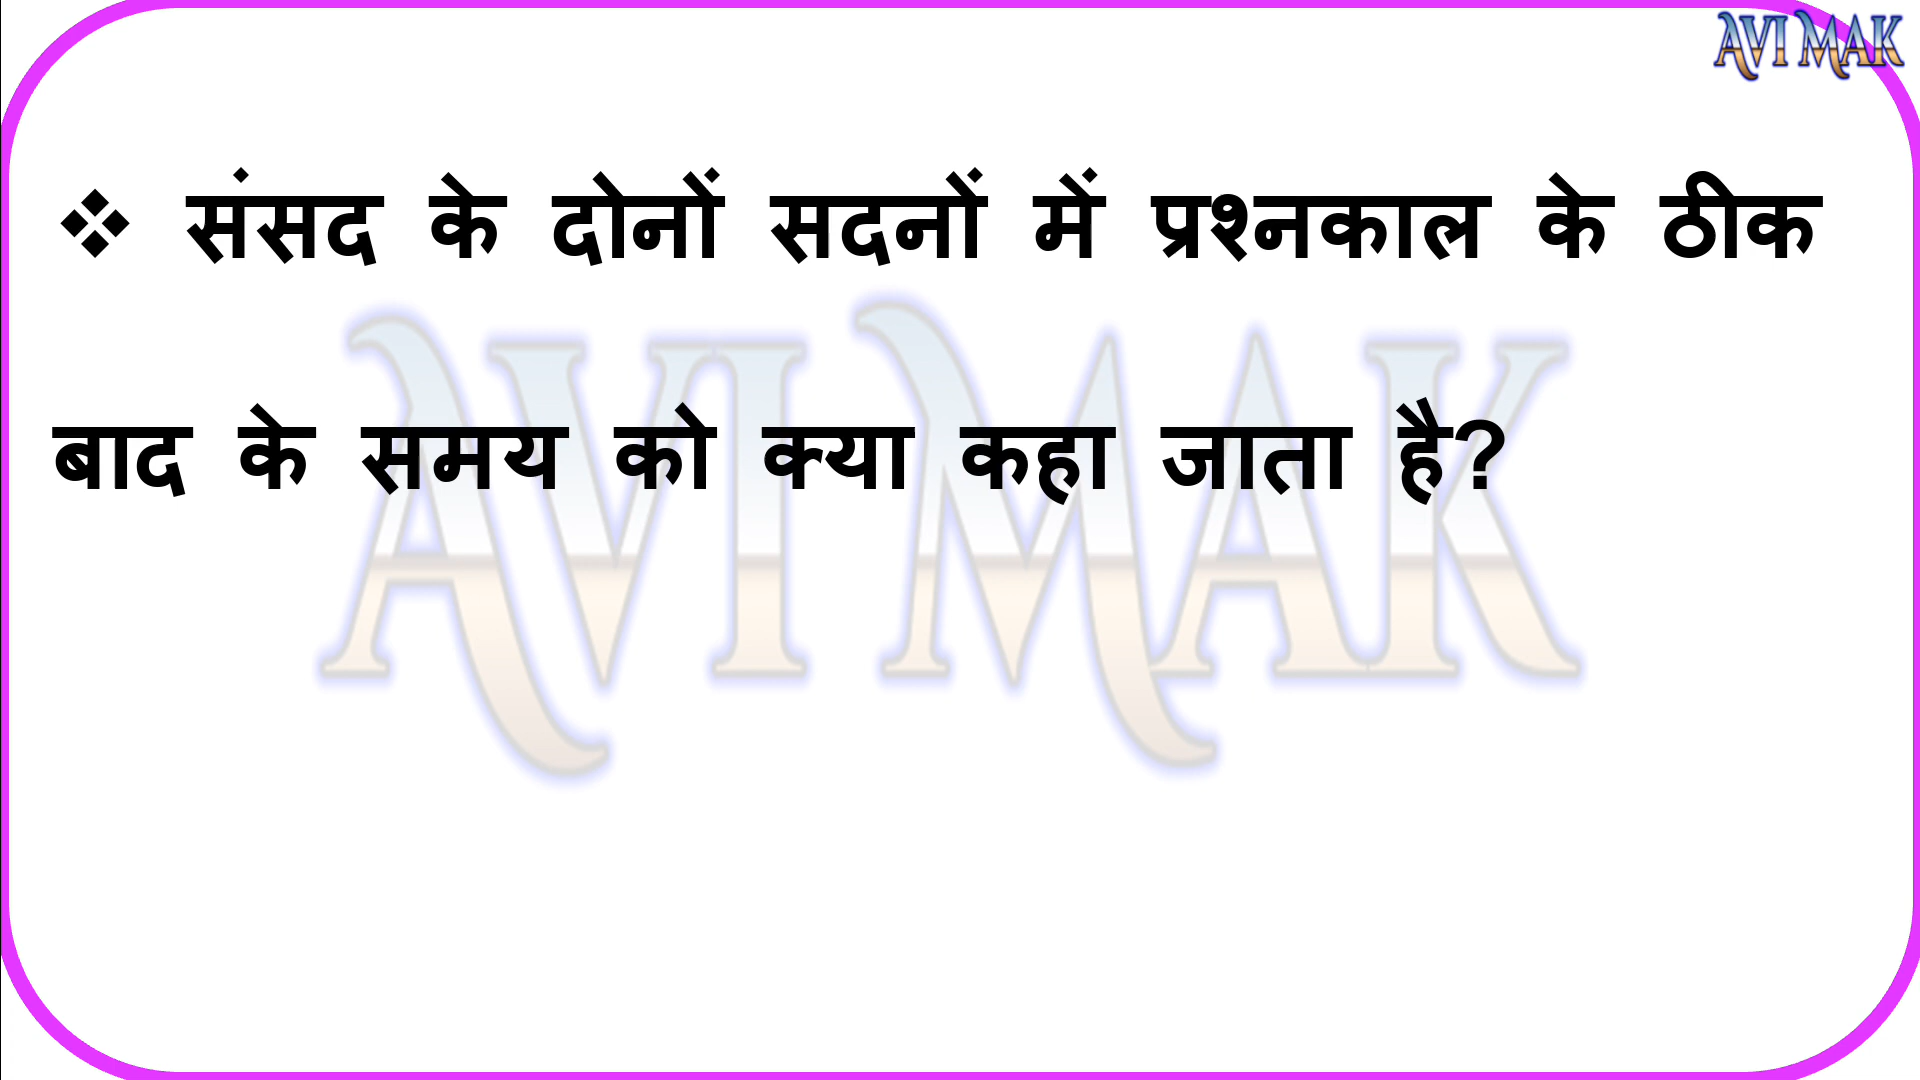 AVI MAK
❖ संसद के दोनों सदनों में प्रश्नकाल के ठीक
बाद के समय को क्या कहा जाता है?
AVI MAK